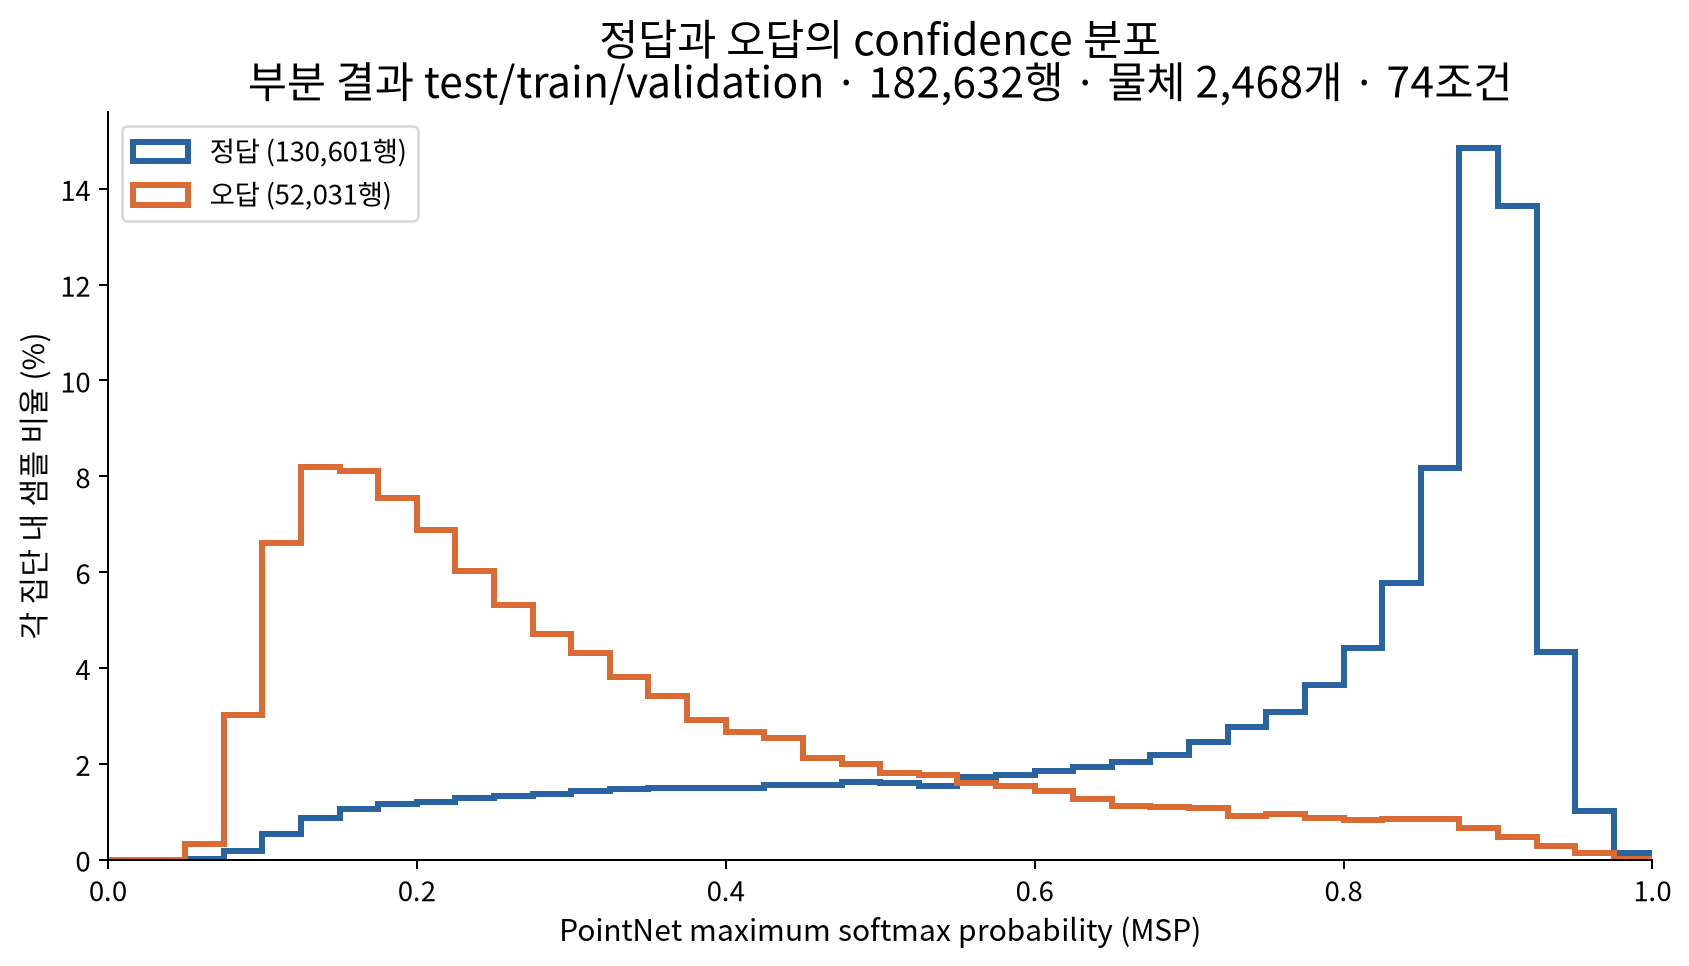 정답과 오답의 confidence 분포
부분 결과 test/train/validation · 182,632행 · 물체 2,468개 · 74조건
정답 (130,601행)
오답 (52,031행)
각 집단 내 샘플 비율 (%)
14
12
10
8
6
4
2
0
0.0 0.2 0.4 0.6 0.8 1.0
PointNet maximum softmax probability (MSP)